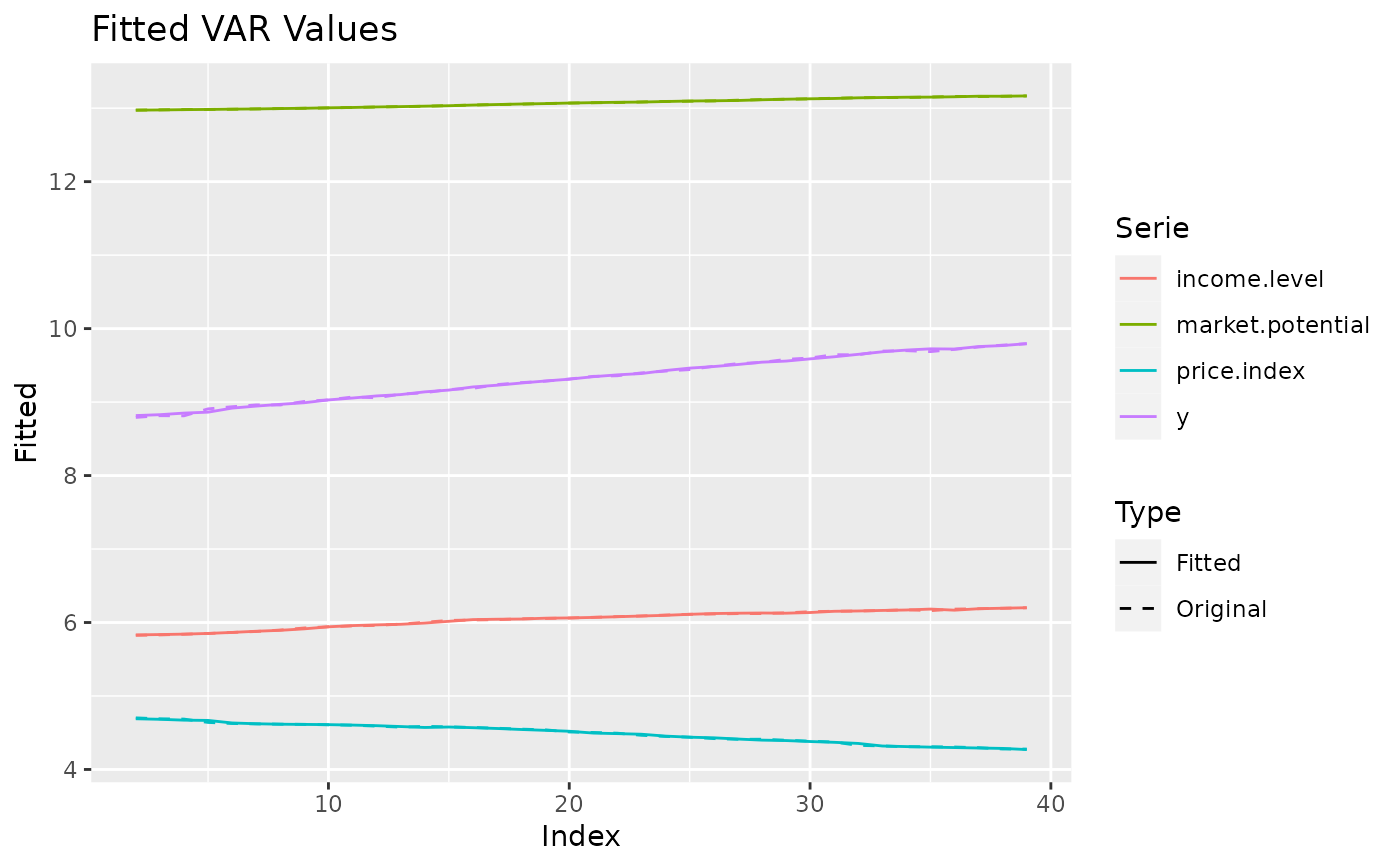 Fitted VAR Values
Fitted
12
10
8
6
4
10 20 30 40
Index
Serie
income.level
market.potential
price.index
y
Type
Fitted
Original